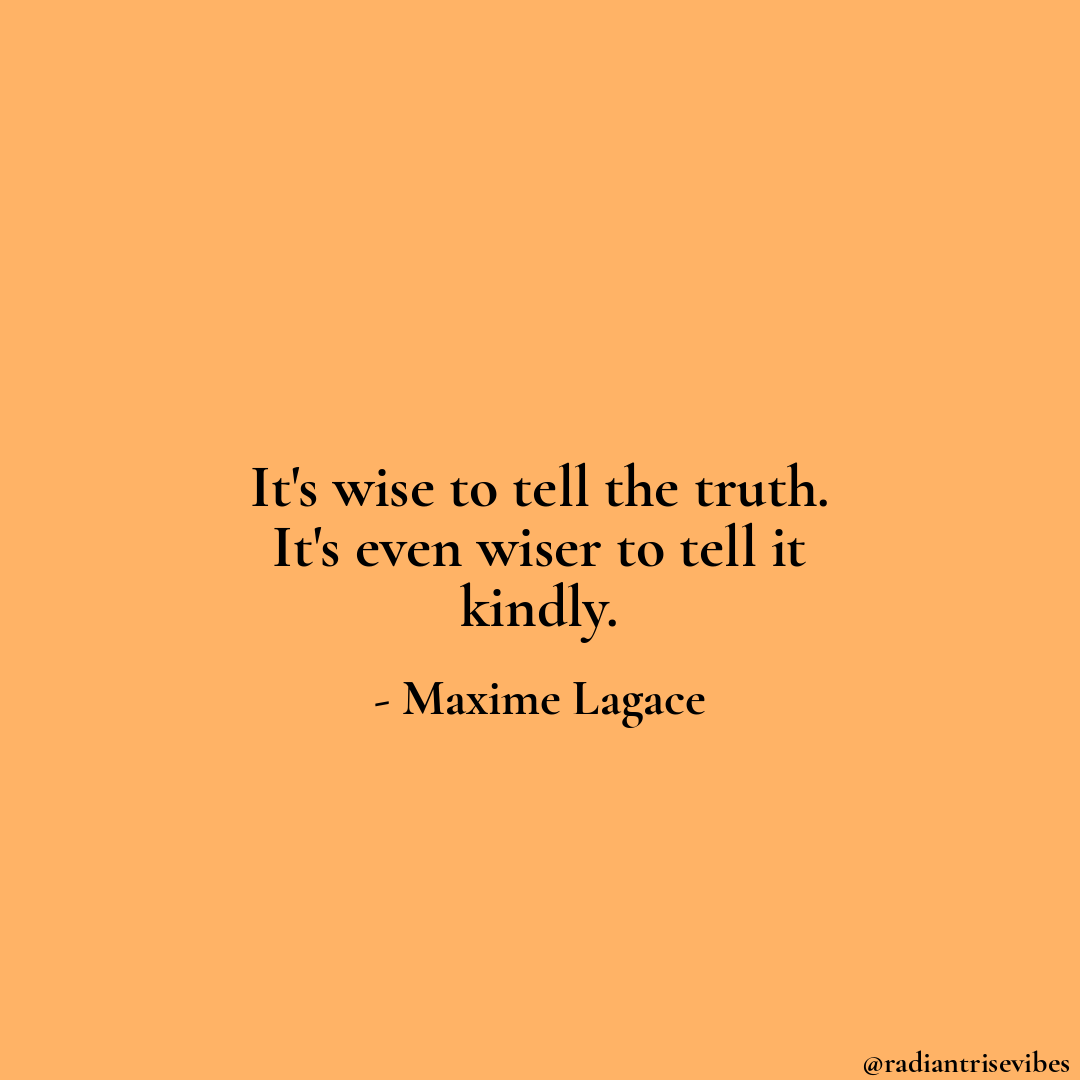 It's wise to tell the truth.
It's even wiser to tell it
kindly.
- Maxime Lagace
@radiantrisevibes